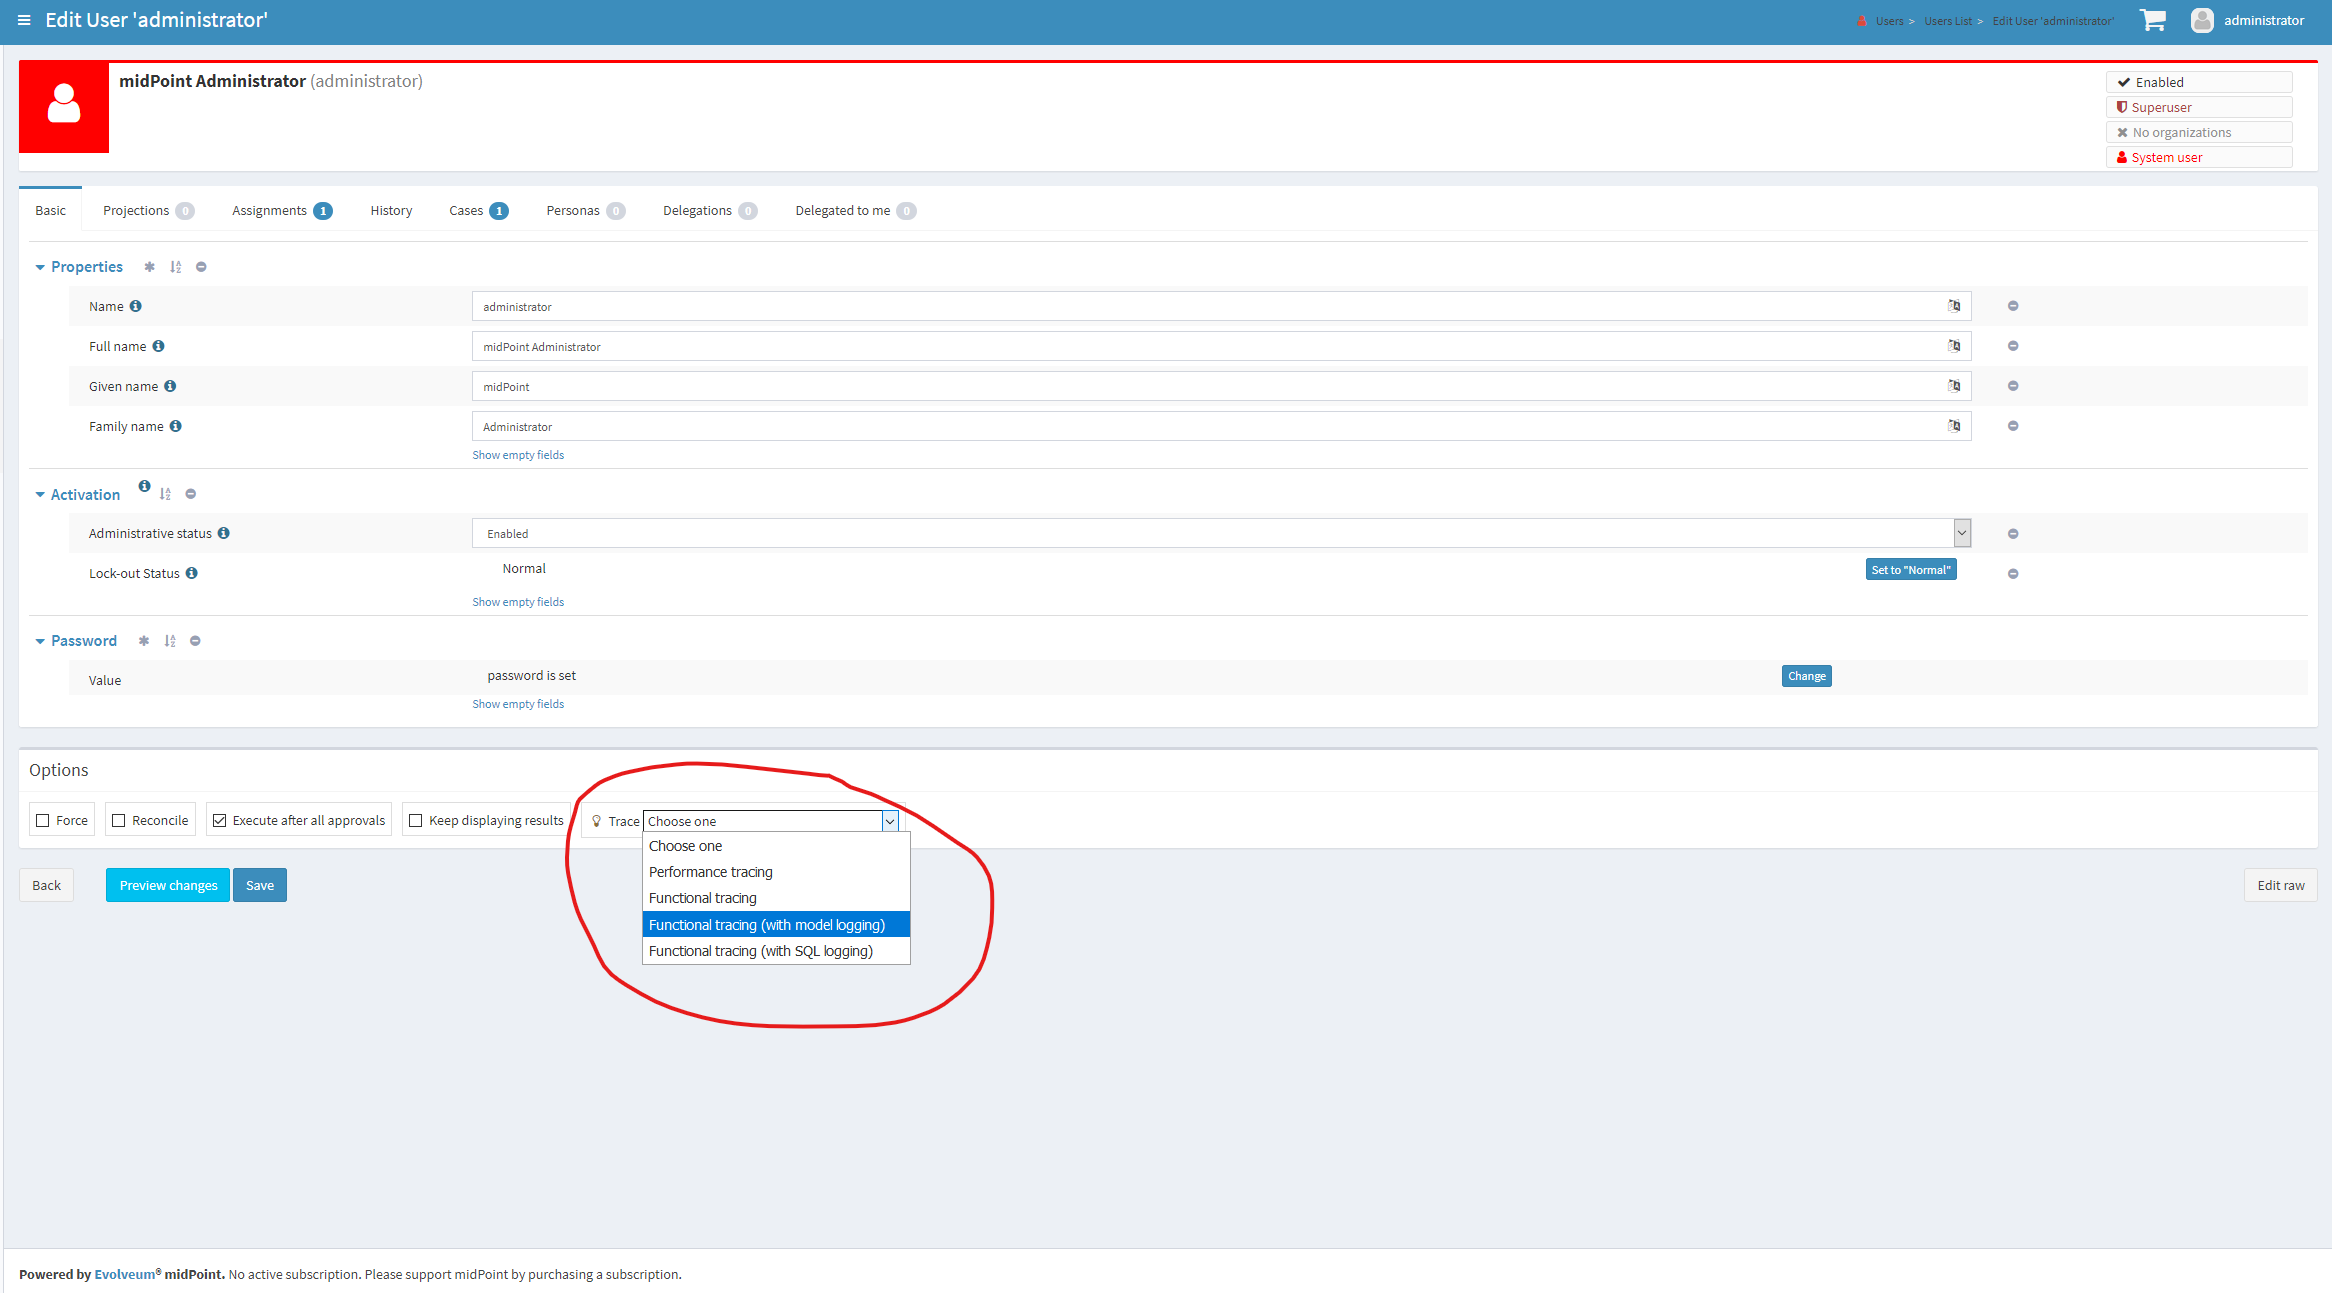 Edit User 'administrator'
Users > Users List > Edit User 'administrator'
administrator
midPoint Administrator (administrator)
Enabled
Superuser
No organizations
System user
Basic Projections 0 Assignments 1 History Cases 1 Personas 0 Delegations 0 Delegated to me 0
Properties
Name administrator
Full name midPoint Administrator
Given name midPoint
Family name Administrator
Show empty fields
Activation
Administrative status Enabled
Lock-out Status Normal Set to "Normal"
Show empty fields
Password
Value password is set Change
Show empty fields
Options
Force Reconcile Execute after all approvals Keep displaying results Trace Choose one
Choose one
Performance tracing
Functional tracing
Functional tracing (with model logging)
Functional tracing (with SQL logging)
Back Preview changes Save Edit raw
Powered by Evolveum® midPoint. No active subscription. Please support midPoint by purchasing a subscription.